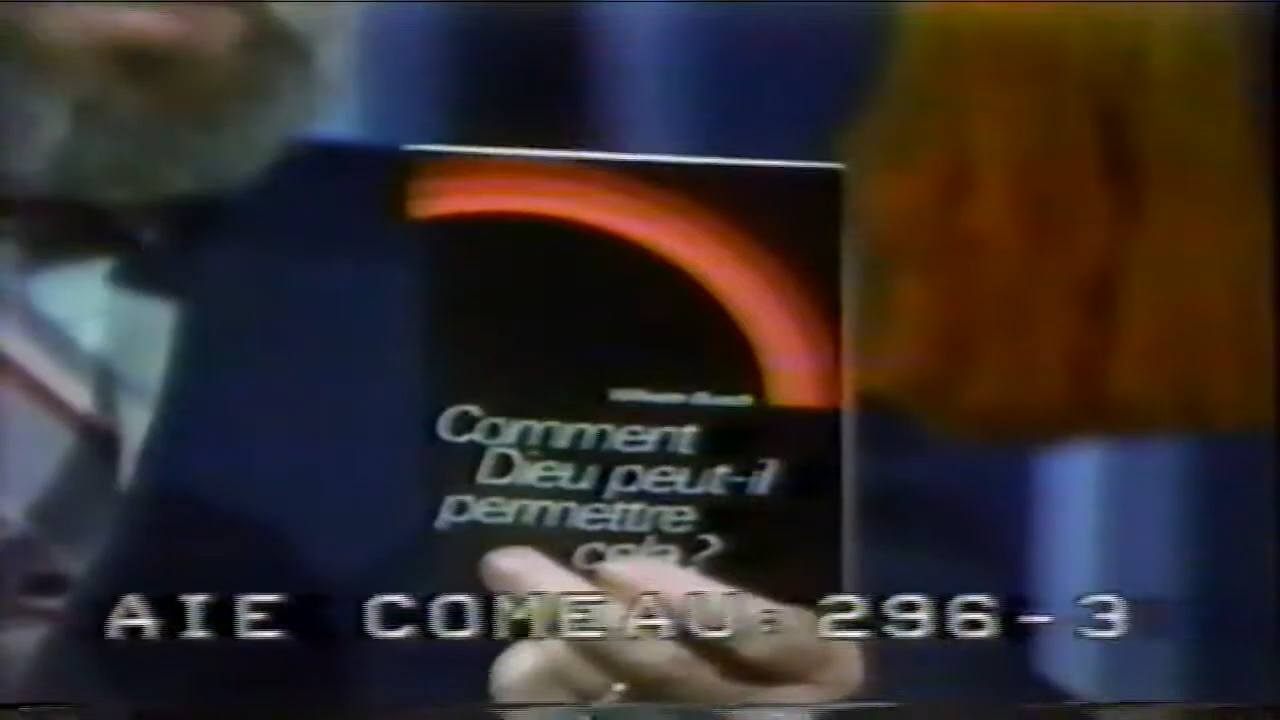 Comment
Dieu peut-il
permettre
cela?
AIE COMEAU: 296-3